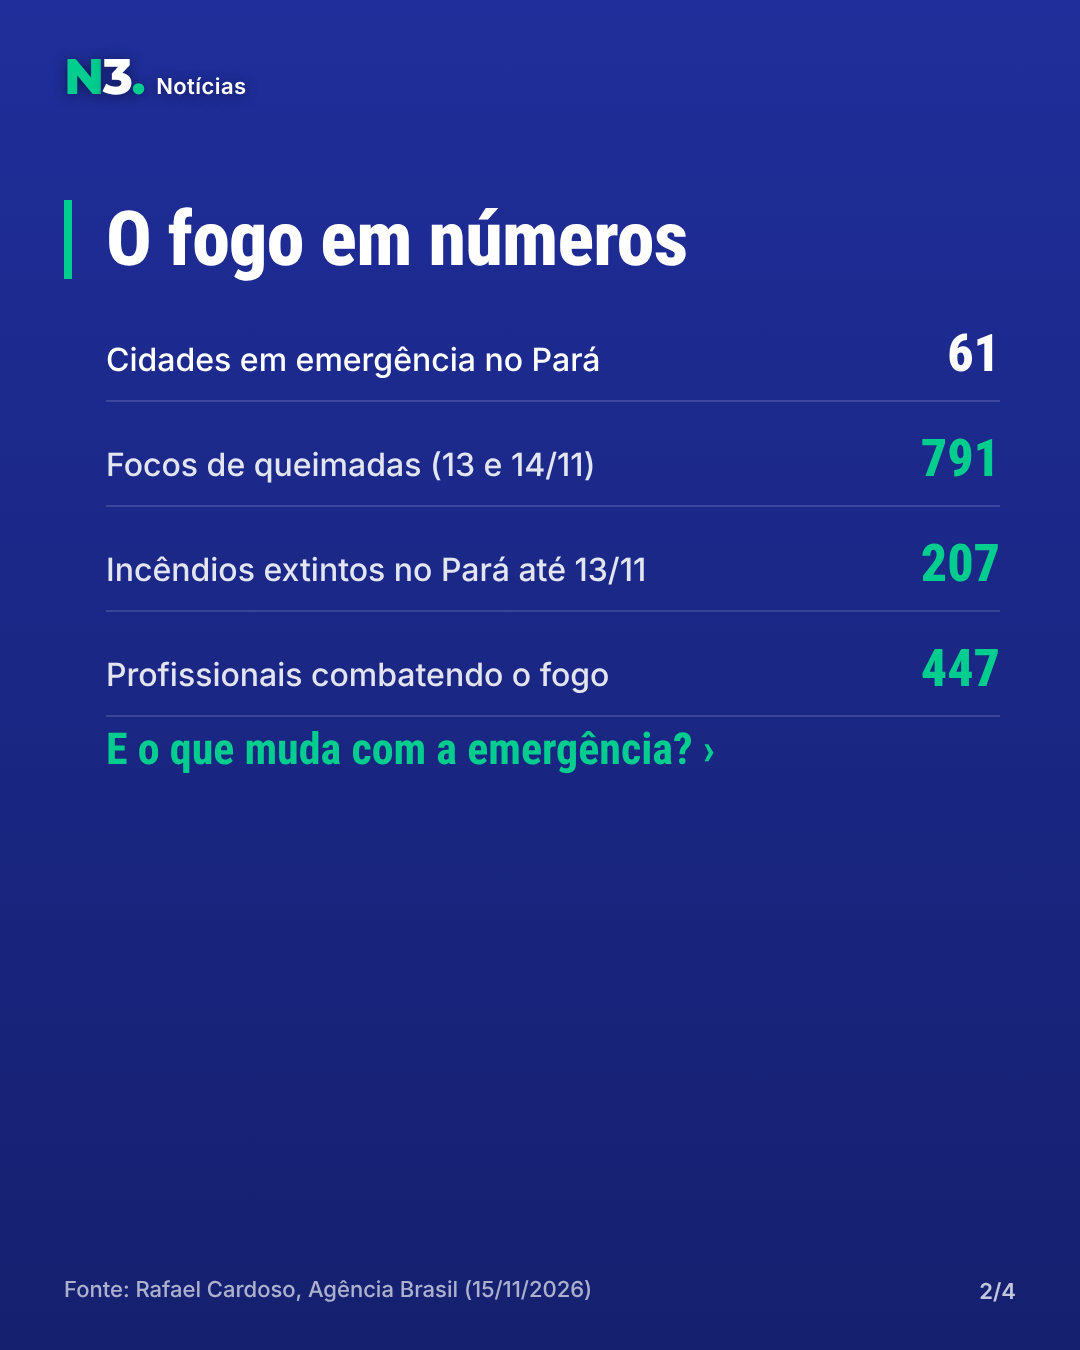 N3. Notícias
O fogo em números
Cidades em emergência no Pará 61
Focos de queimadas (13 e 14/11) 791
Incêndios extintos no Pará até 13/11 207
Profissionais combatendo o fogo 447
E o que muda com a emergência? ›
Fonte: Rafael Cardoso, Agência Brasil (15/11/2026) 2/4